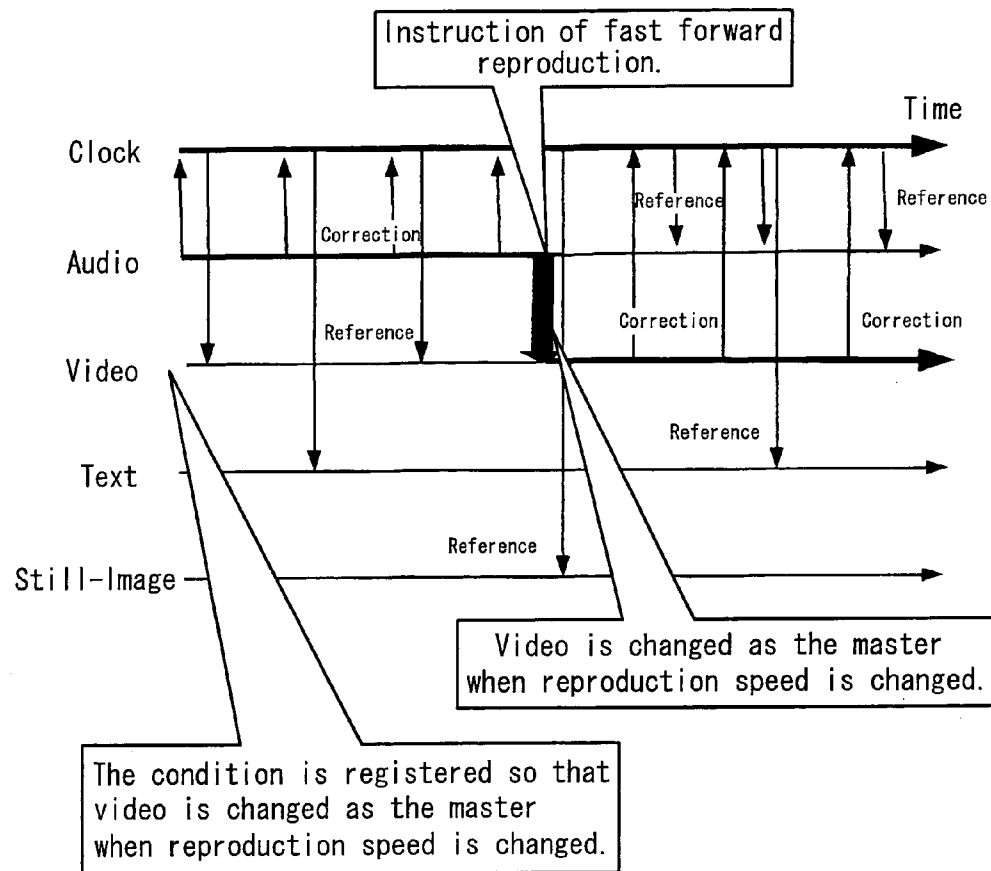 Instruction of fast forward
reproduction.
Time
Clock
Reference
Reference
Correction
Audio
Reference
Correction
Correction
Video
Reference
Text
Reference
Still-Image
Video is changed as the master
when reproduction speed is changed.
The condition is registered so that
video is changed as the master
when reproduction speed is changed.